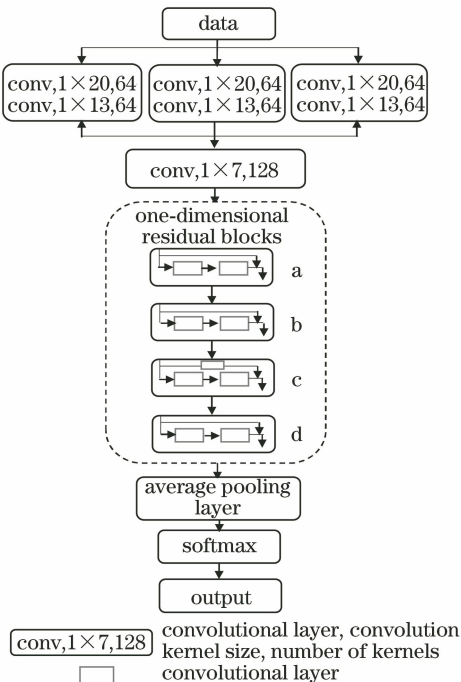 data
conv,1×20,64
conv,1×13,64
conv,1×20,64
conv,1×13,64
conv,1×20,64
conv,1×13,64
conv,1×7,128
one-dimensional
residual blocks
a
b
c
d
average pooling
layer
softmax
output
conv,1×7,128
convolutional layer, convolution
kernel size, number of kernels
convolutional layer